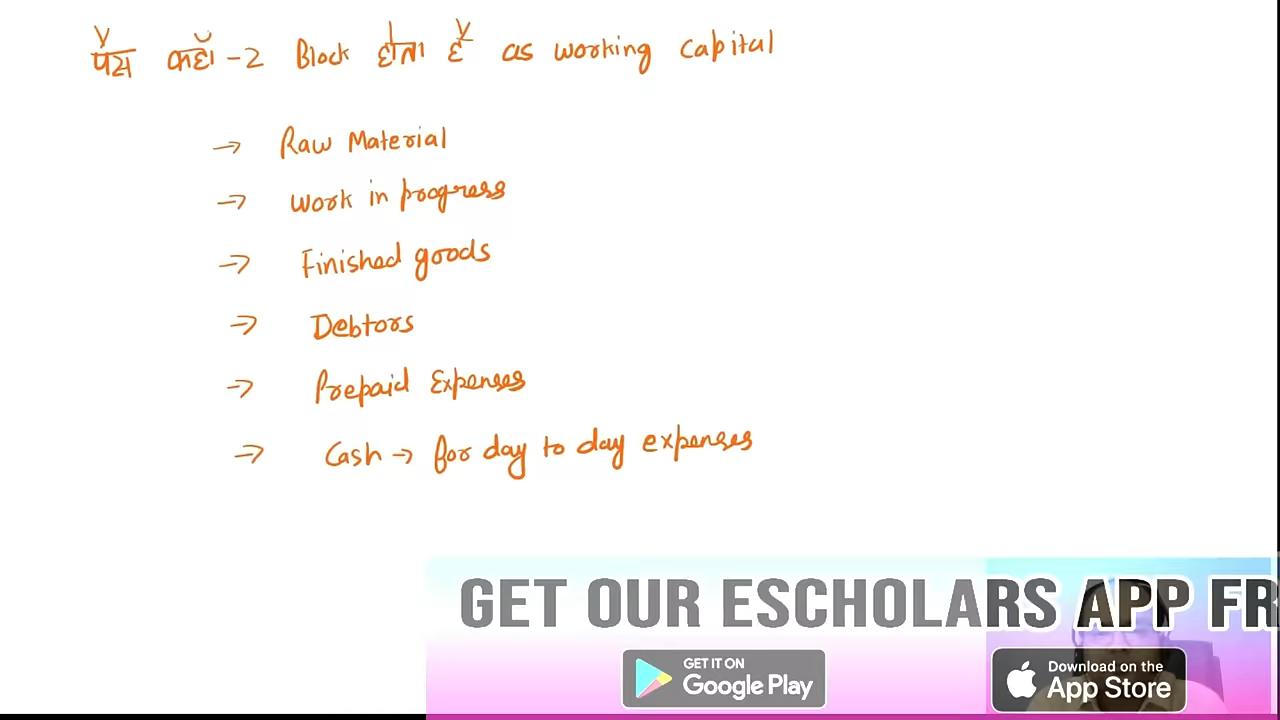 पैसा कहाँ-2 Block होता है as working capital
→ Raw Material
→ Work in progress
→ Finished goods
→ Debtors
→ Prepaid Expenses
→ Cash → for day to day expenses
GET OUR ESCHOLARS APP FR
GET IT ON
Google Play
Download on the
App Store